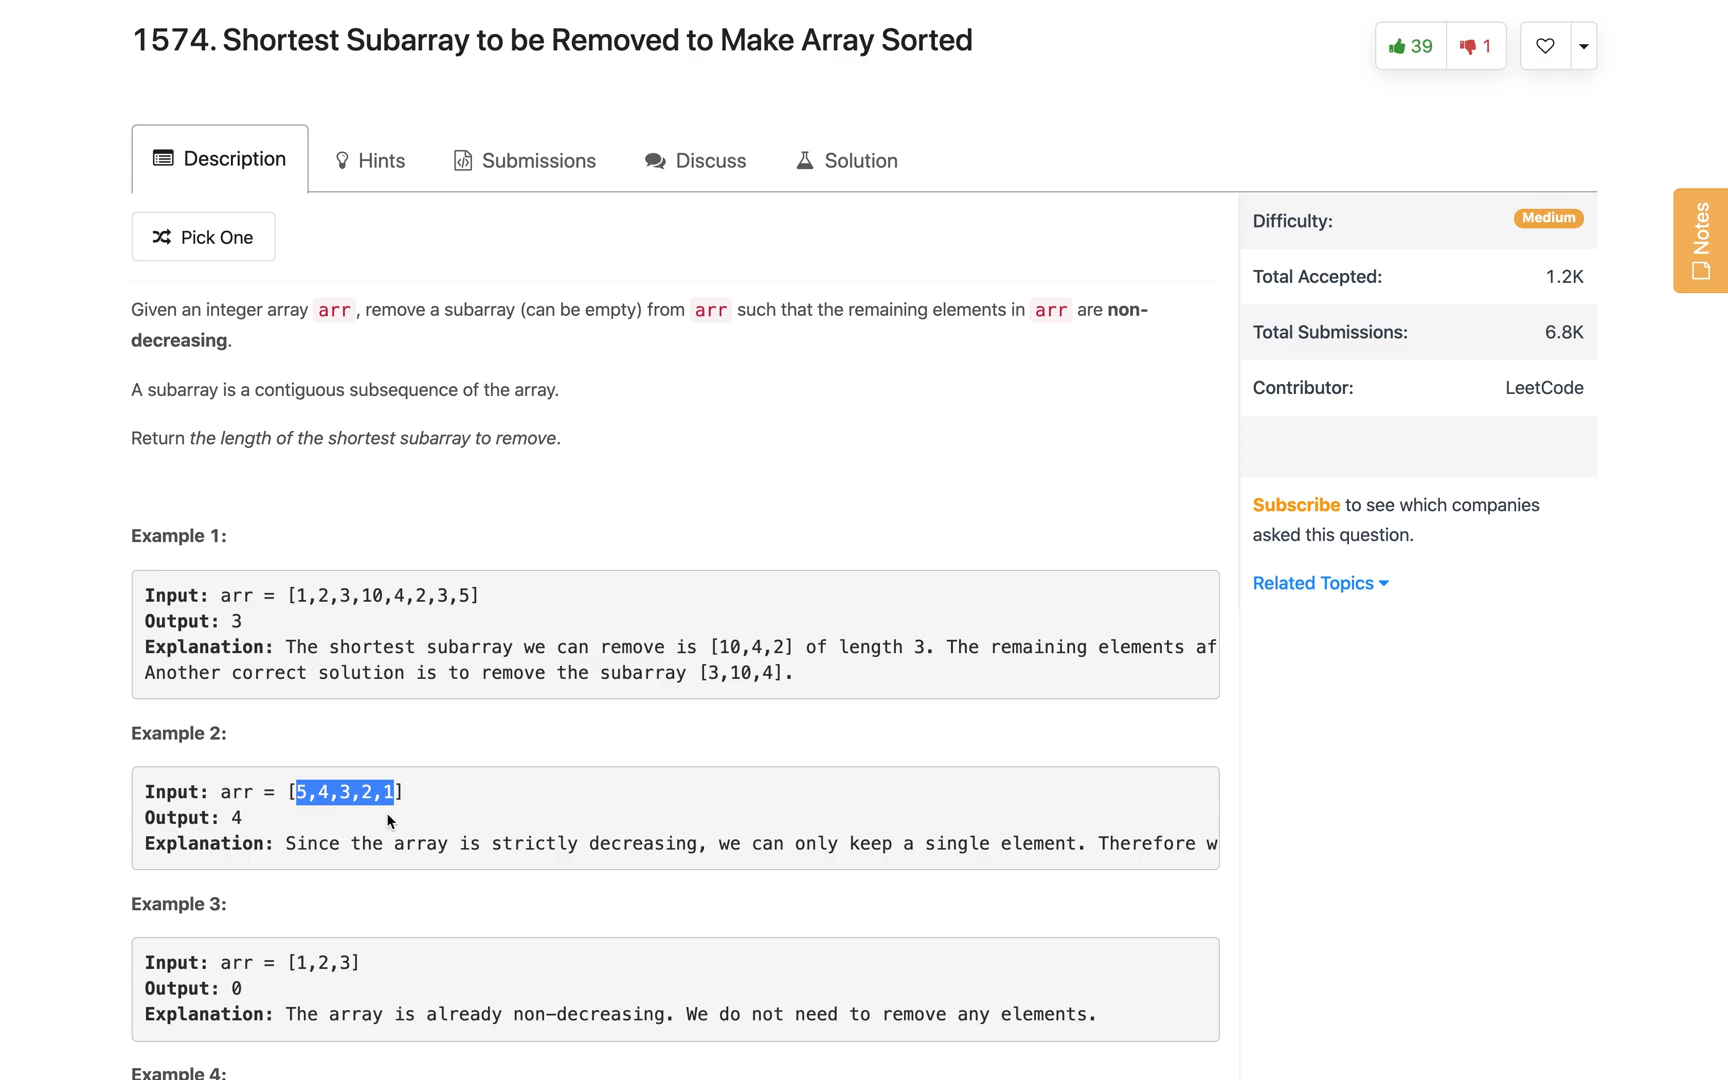 1574. Shortest Subarray to be Removed to Make Array Sorted
39
1
Description
Hints
Submissions
Discuss
Solution
Pick One
Given an integer array arr, remove a subarray (can be empty) from arr such that the remaining elements in arr are non-
decreasing.
A subarray is a contiguous subsequence of the array.
Return the length of the shortest subarray to remove.
Example 1:
Input: arr = [1,2,3,10,4,2,3,5]
Output: 3
Explanation: The shortest subarray we can remove is [10,4,2] of length 3. The remaining elements af
Another correct solution is to remove the subarray [3,10,4].
Example 2:
Input: arr = [5,4,3,2,1]
Output: 4
Explanation: Since the array is strictly decreasing, we can only keep a single element. Therefore w
Example 3:
Input: arr = [1,2,3]
Output: 0
Explanation: The array is already non-decreasing. We do not need to remove any elements.
Example 4:
Difficulty:
Medium
Total Accepted:
1.2K
Total Submissions:
6.8K
Contributor:
LeetCode
Subscribe to see which companies
asked this question.
Related Topics
Notes